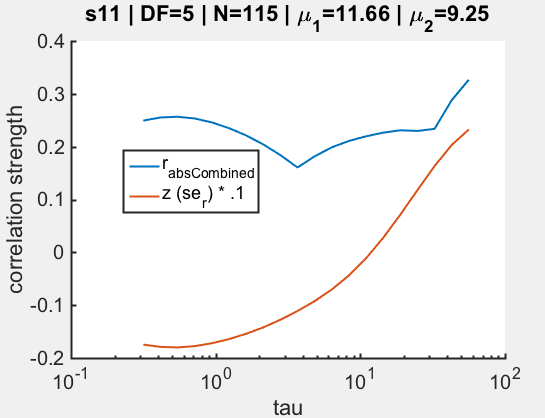 s11 | DF=5 | N=115 | μ₁=11.66 | μ₂=9.25
0.4
0.3
0.2
0.1
0
-0.1
-0.2
correlation strength
r_absCombined
z (se_r) * .1
10^-1
10^0
10^1
10^2
tau